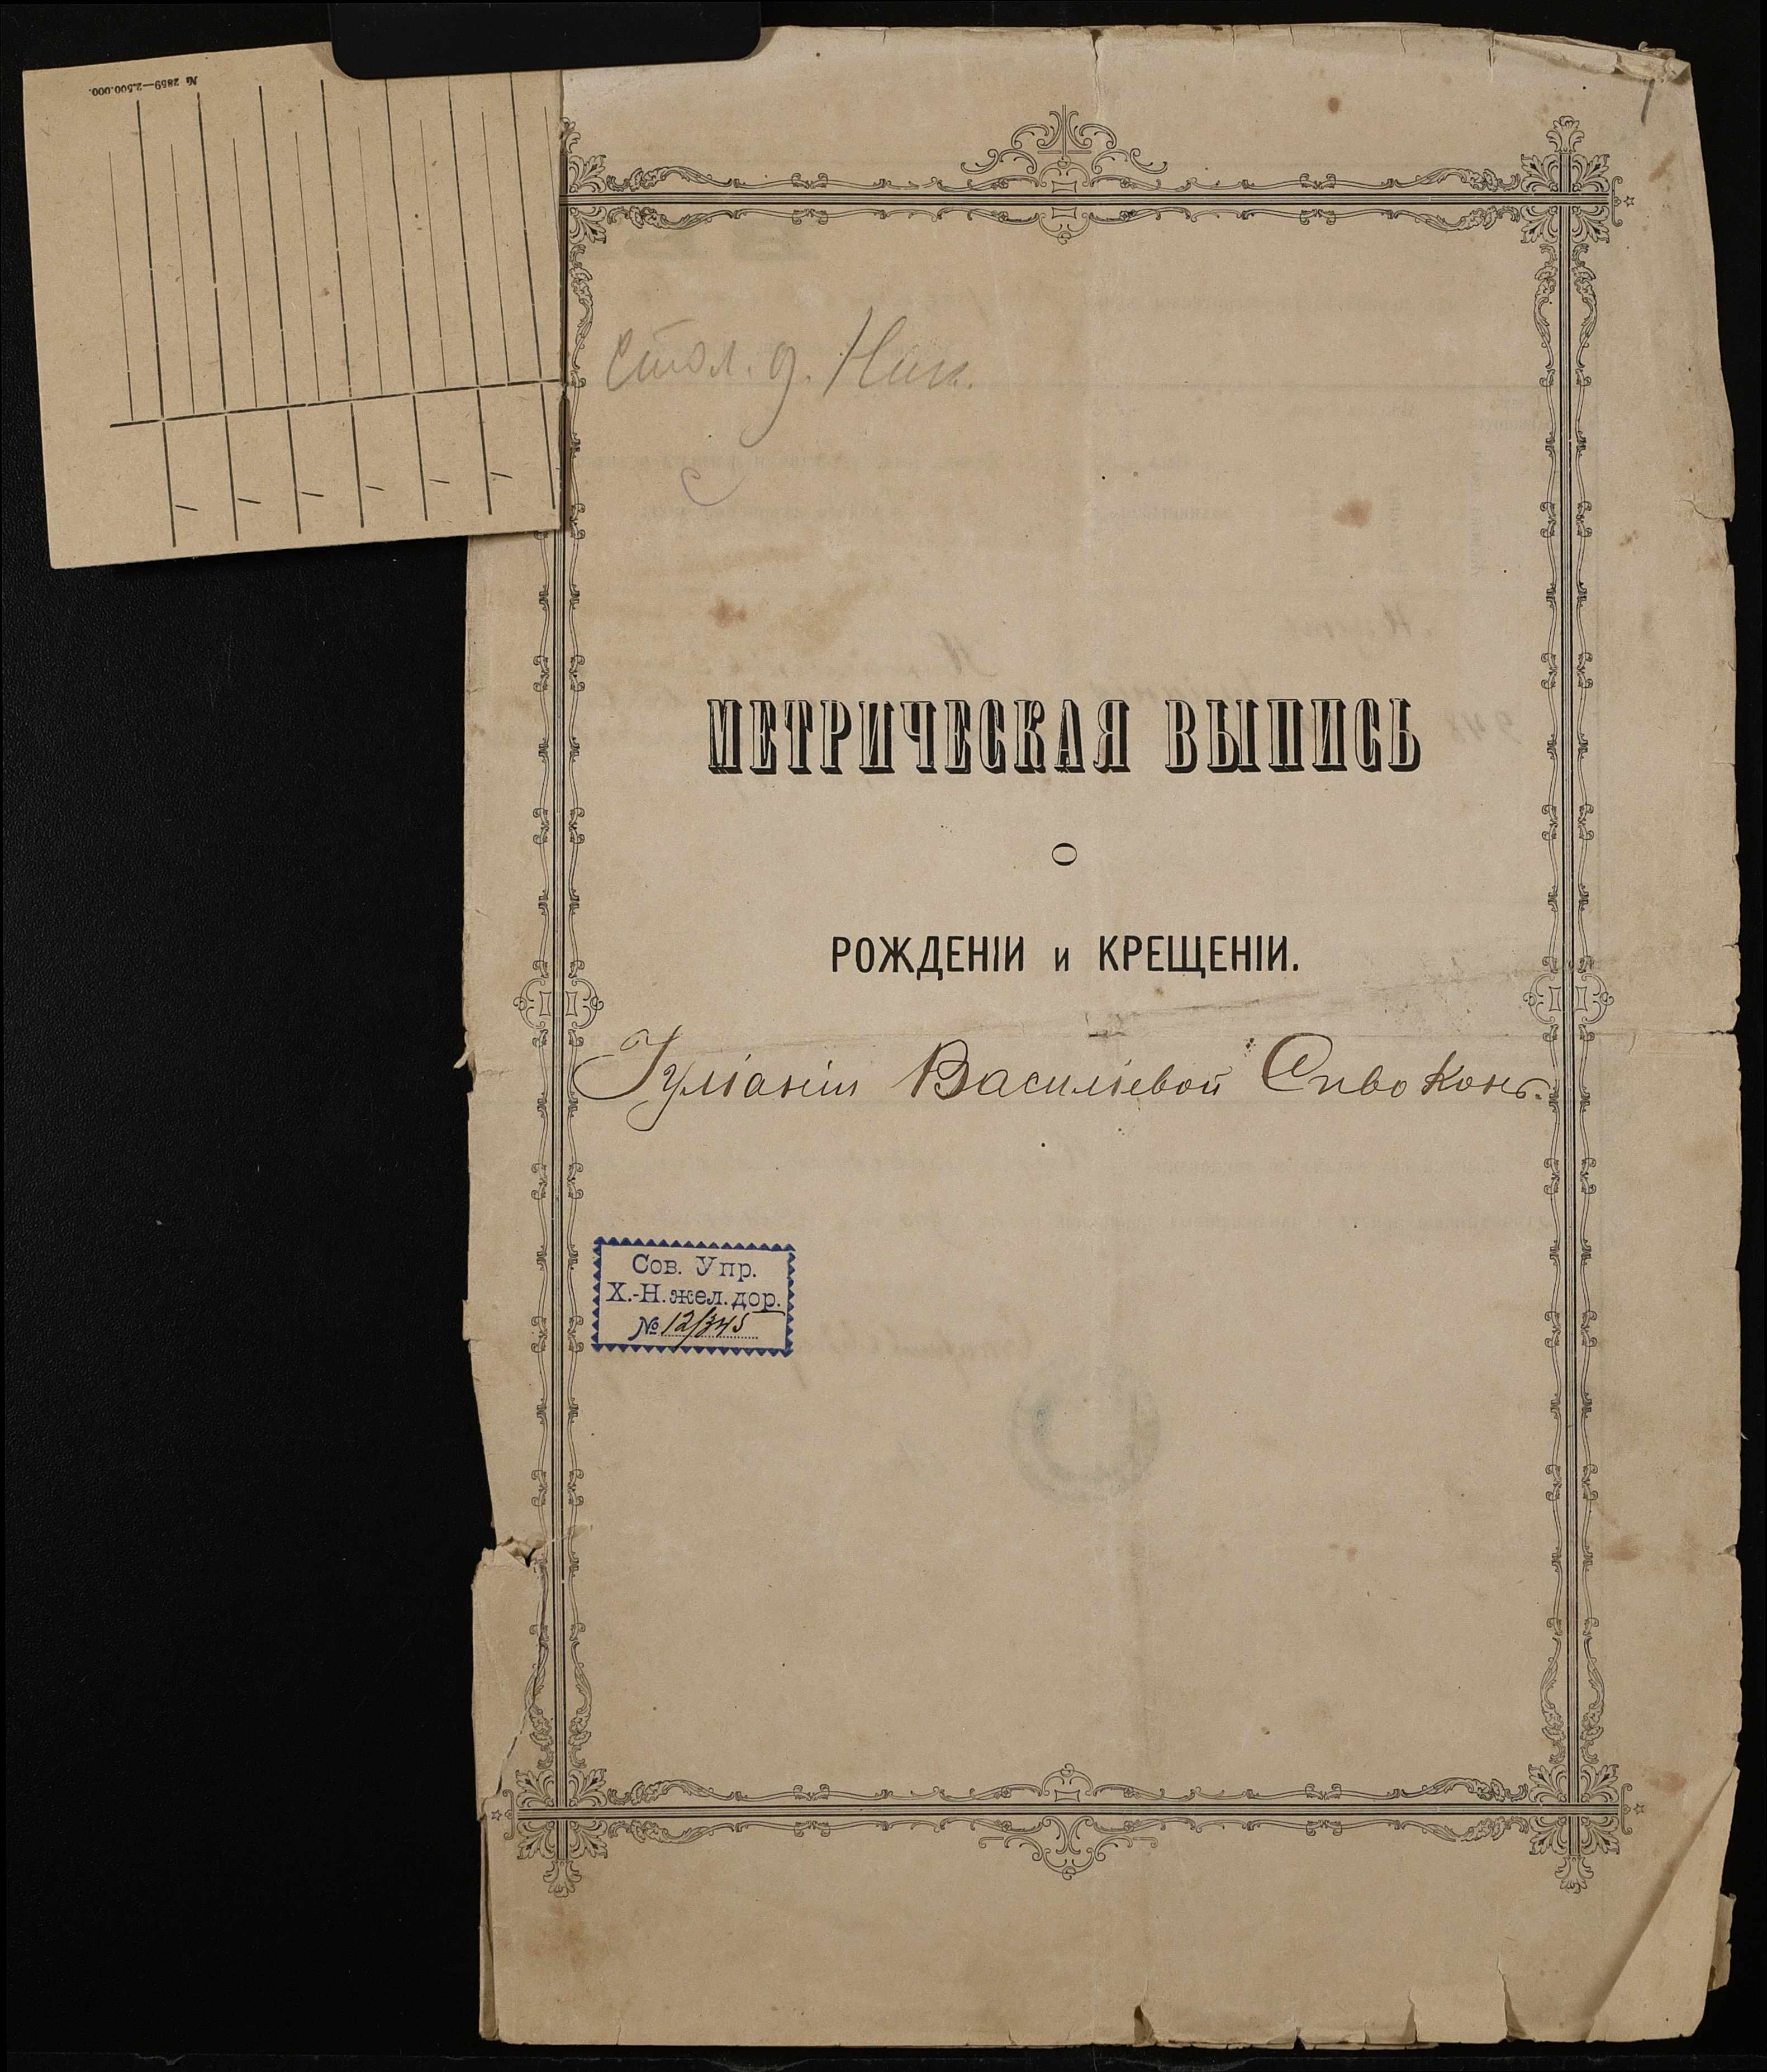 № 2859—2.500.000.
Стол. д. Ник.
МЕТРИЧЕСКАЯ ВЫПИСЬ
О
РОЖДЕНІИ и КРЕЩЕНІИ.
Іуліаніи Василіевой Сивоконь.
Сов. Упр.
Х.-Н. жел. дор.
№ 12/345